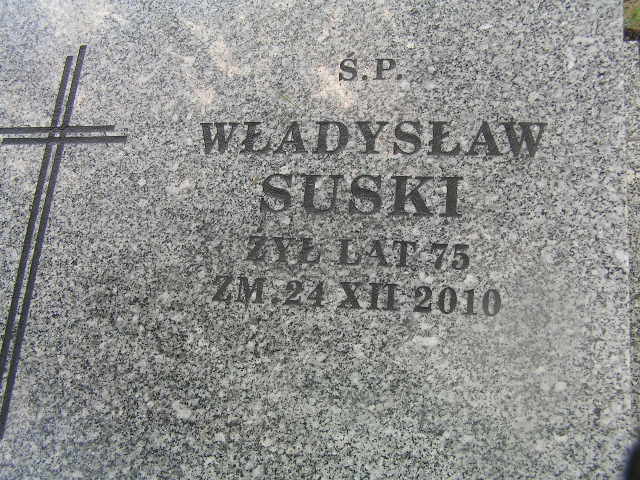 Ś.P.
WŁADYSŁAW
SUSKI
ŻYŁ LAT 75
ZM. 24 XII 2010